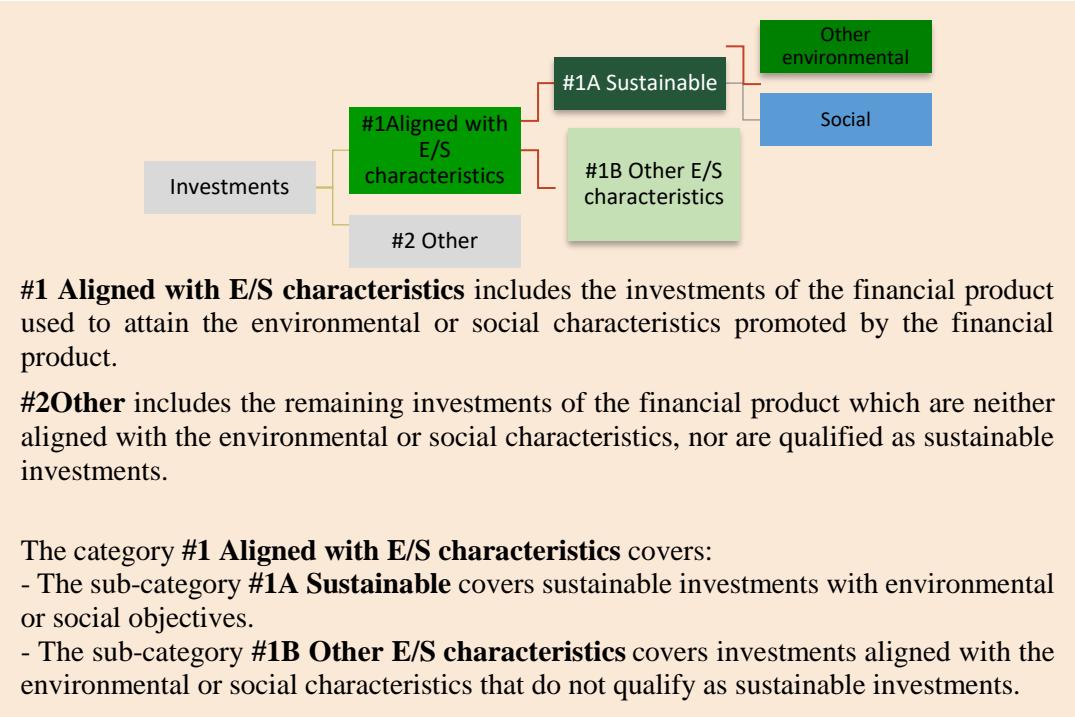 Other
environmental
#1A Sustainable
Social
#1Aligned with
E/S
characteristics
#1B Other E/S
characteristics
Investments
#2 Other
#1 Aligned with E/S characteristics includes the investments of the financial product
used to attain the environmental or social characteristics promoted by the financial
product.
#2Other includes the remaining investments of the financial product which are neither
aligned with the environmental or social characteristics, nor are qualified as sustainable
investments.
The category #1 Aligned with E/S characteristics covers:
- The sub-category #1A Sustainable covers sustainable investments with environmental
or social objectives.
- The sub-category #1B Other E/S characteristics covers investments aligned with the
environmental or social characteristics that do not qualify as sustainable investments.